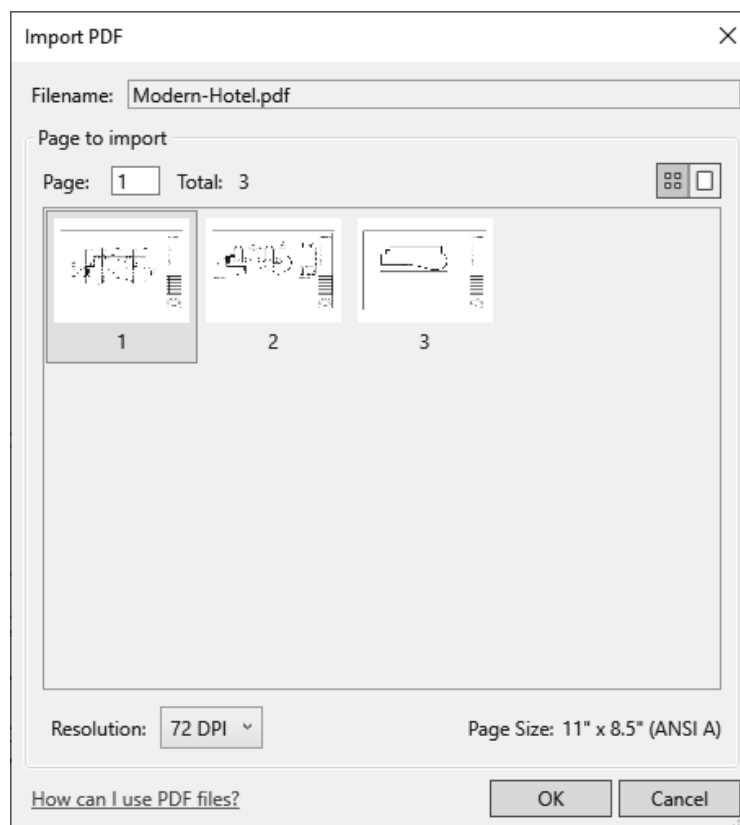 Import PDF
Filename: Modern-Hotel.pdf
Page to import
Page: 1 Total: 3
1 2 3
Resolution: 72 DPI Page Size: 11" x 8.5" (ANSI A)
How can I use PDF files? OK Cancel